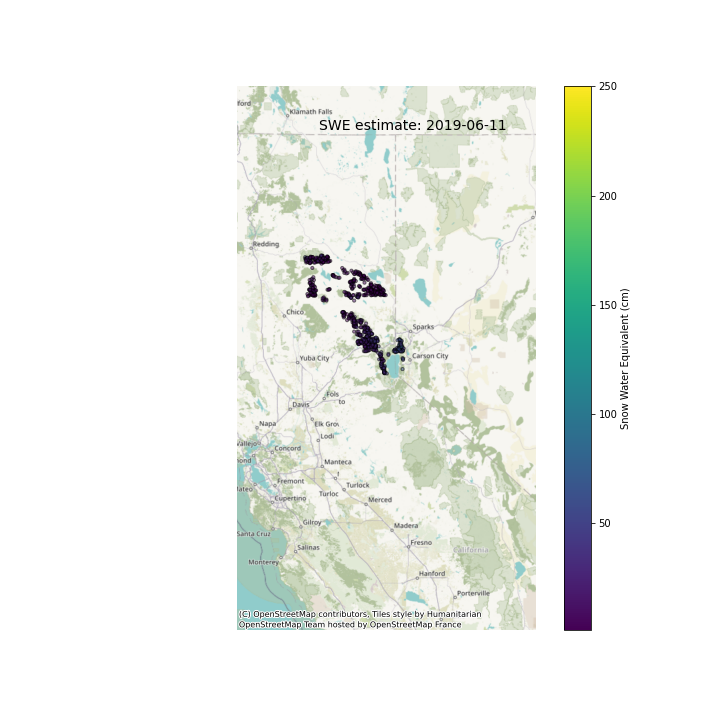 ford
Klamath Falls
SWE estimate: 2019-06-11
Redding
Chico
Sparks
Carson City
Yuba City
Fols
to
Davis
Napa
Elk Gro
Lodi
Vallejo
Concord
Manteca
Fremont
Turlock
Turloc
Cupertino
Merced
Gilroy
Madera
Santa Cruz
Salinas
Fresno
California
Monterey
Hanford
Porterville
(C) OpenStreetMap contributors, Tiles style by Humanitarian
OpenStreetMap Team hosted by OpenStreetMap France
250
200
150
100
50
Snow Water Equivalent (cm)